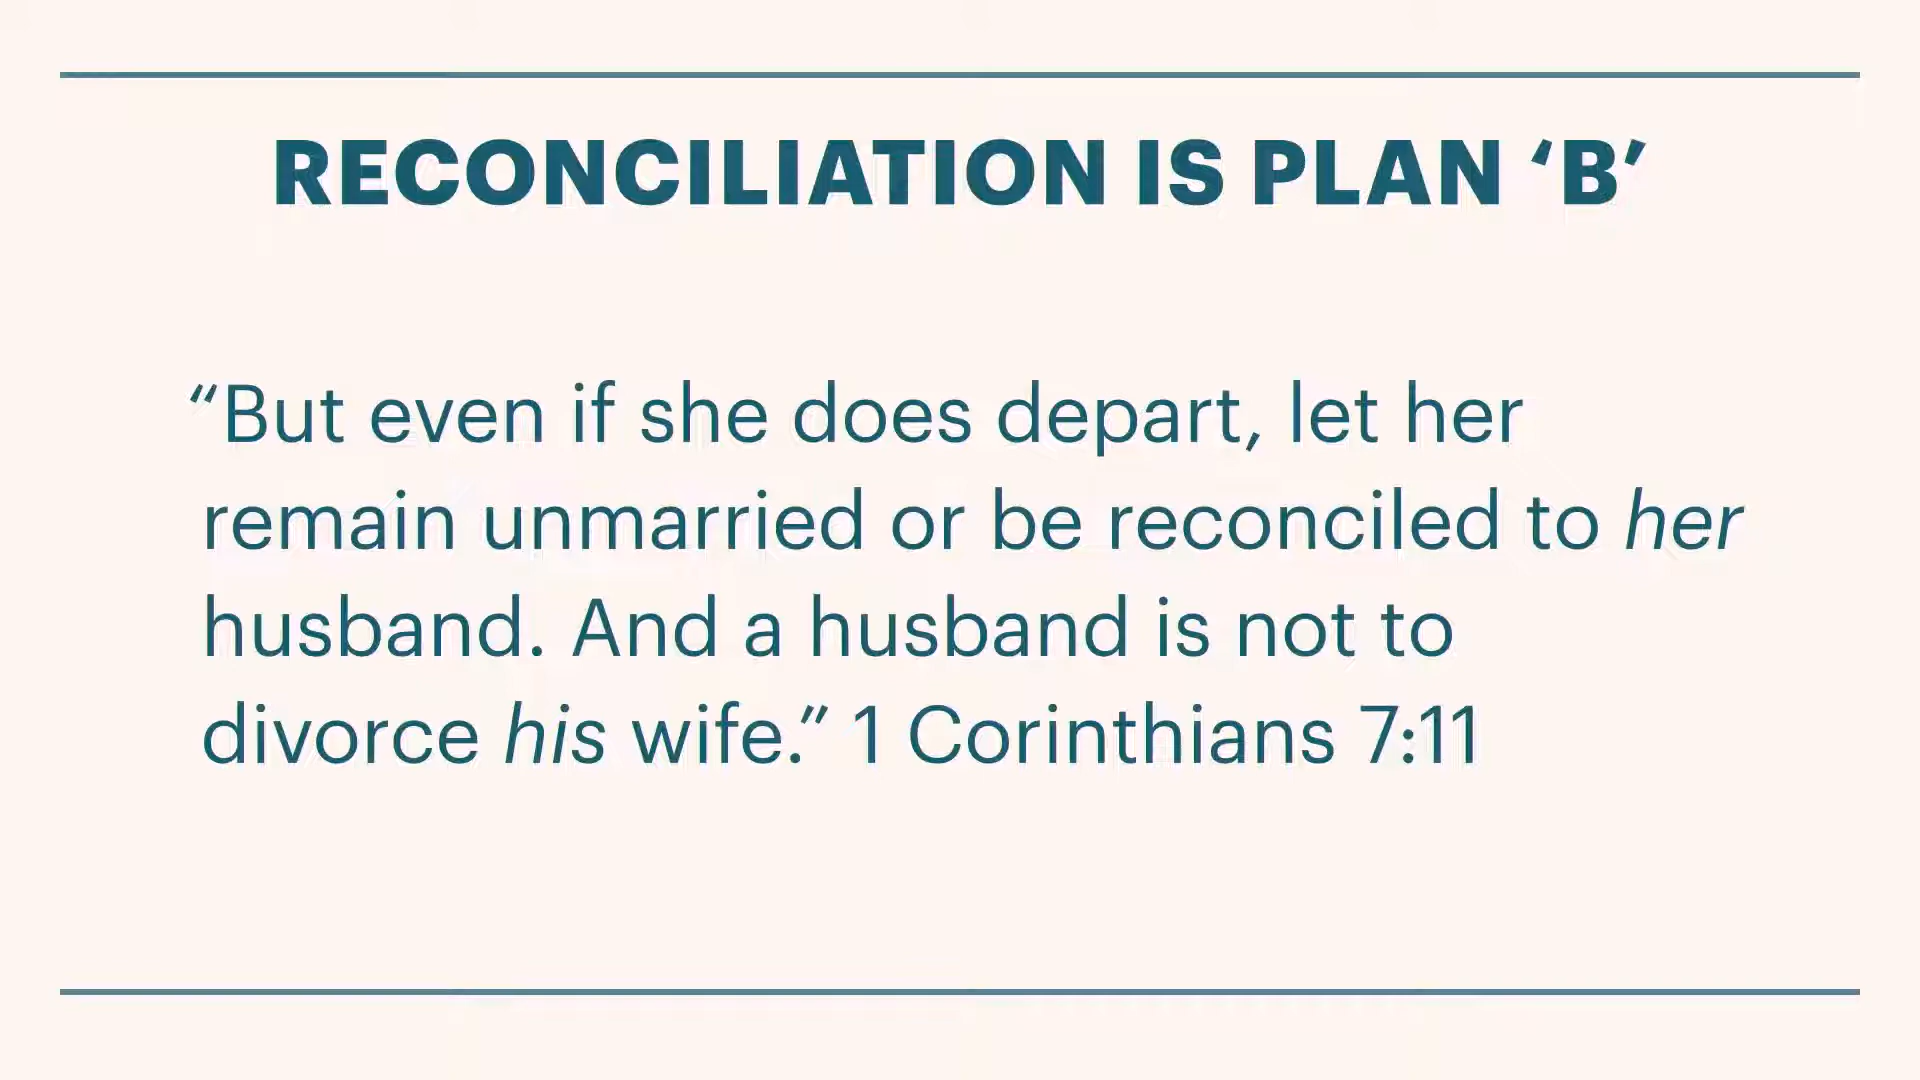 RECONCILIATION IS PLAN ‘B’
“But even if she does depart, let her
remain unmarried or be reconciled to her
husband. And a husband is not to
divorce his wife.” 1 Corinthians 7:11